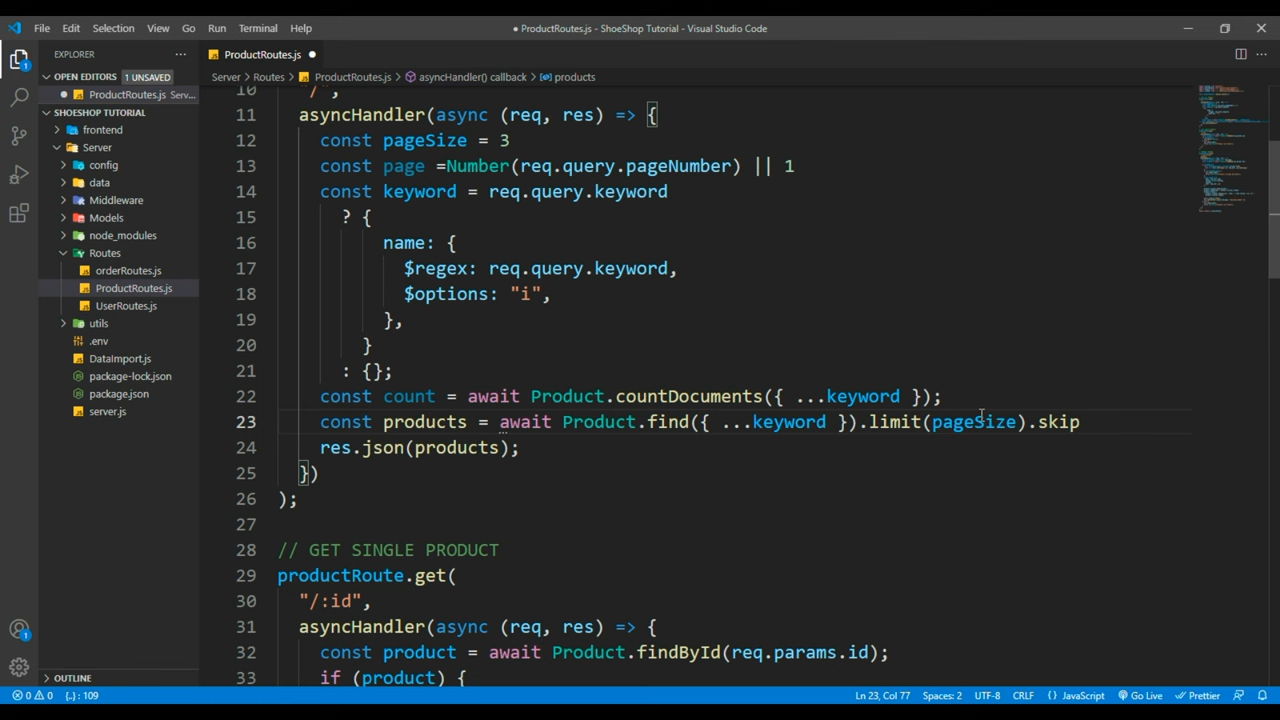 File Edit Selection View Go Run Terminal Help
● ProductRoutes.js - ShoeShop Tutorial - Visual Studio Code
EXPLORER
OPEN EDITORS 1 UNSAVED
ProductRoutes.js Serv...
SHOESHOP TUTORIAL
frontend
Server
config
data
Middleware
Models
node_modules
Routes
orderRoutes.js
ProductRoutes.js
UserRoutes.js
utils
.env
DataImport.js
package-lock.json
package.json
server.js
OUTLINE
ProductRoutes.js
Server > Routes > ProductRoutes.js > asyncHandler() callback > products
10 "/",
11 asyncHandler(async (req, res) => {
12 const pageSize = 3
13 const page =Number(req.query.pageNumber) || 1
14 const keyword = req.query.keyword
15 ? {
16 name: {
17 $regex: req.query.keyword,
18 $options: "i",
19 },
20 }
21 : {};
22 const count = await Product.countDocuments({ ...keyword });
23 const products = await Product.find({ ...keyword }).limit(pageSize).skip
24 res.json(products);
25 })
26 );
27
28 // GET SINGLE PRODUCT
29 productRoute.get(
30 "/:id",
31 asyncHandler(async (req, res) => {
32 const product = await Product.findById(req.params.id);
33 if (product) {
0 0 {..}: 109
Ln 23, Col 77 Spaces: 2 UTF-8 CRLF {} JavaScript Go Live Prettier